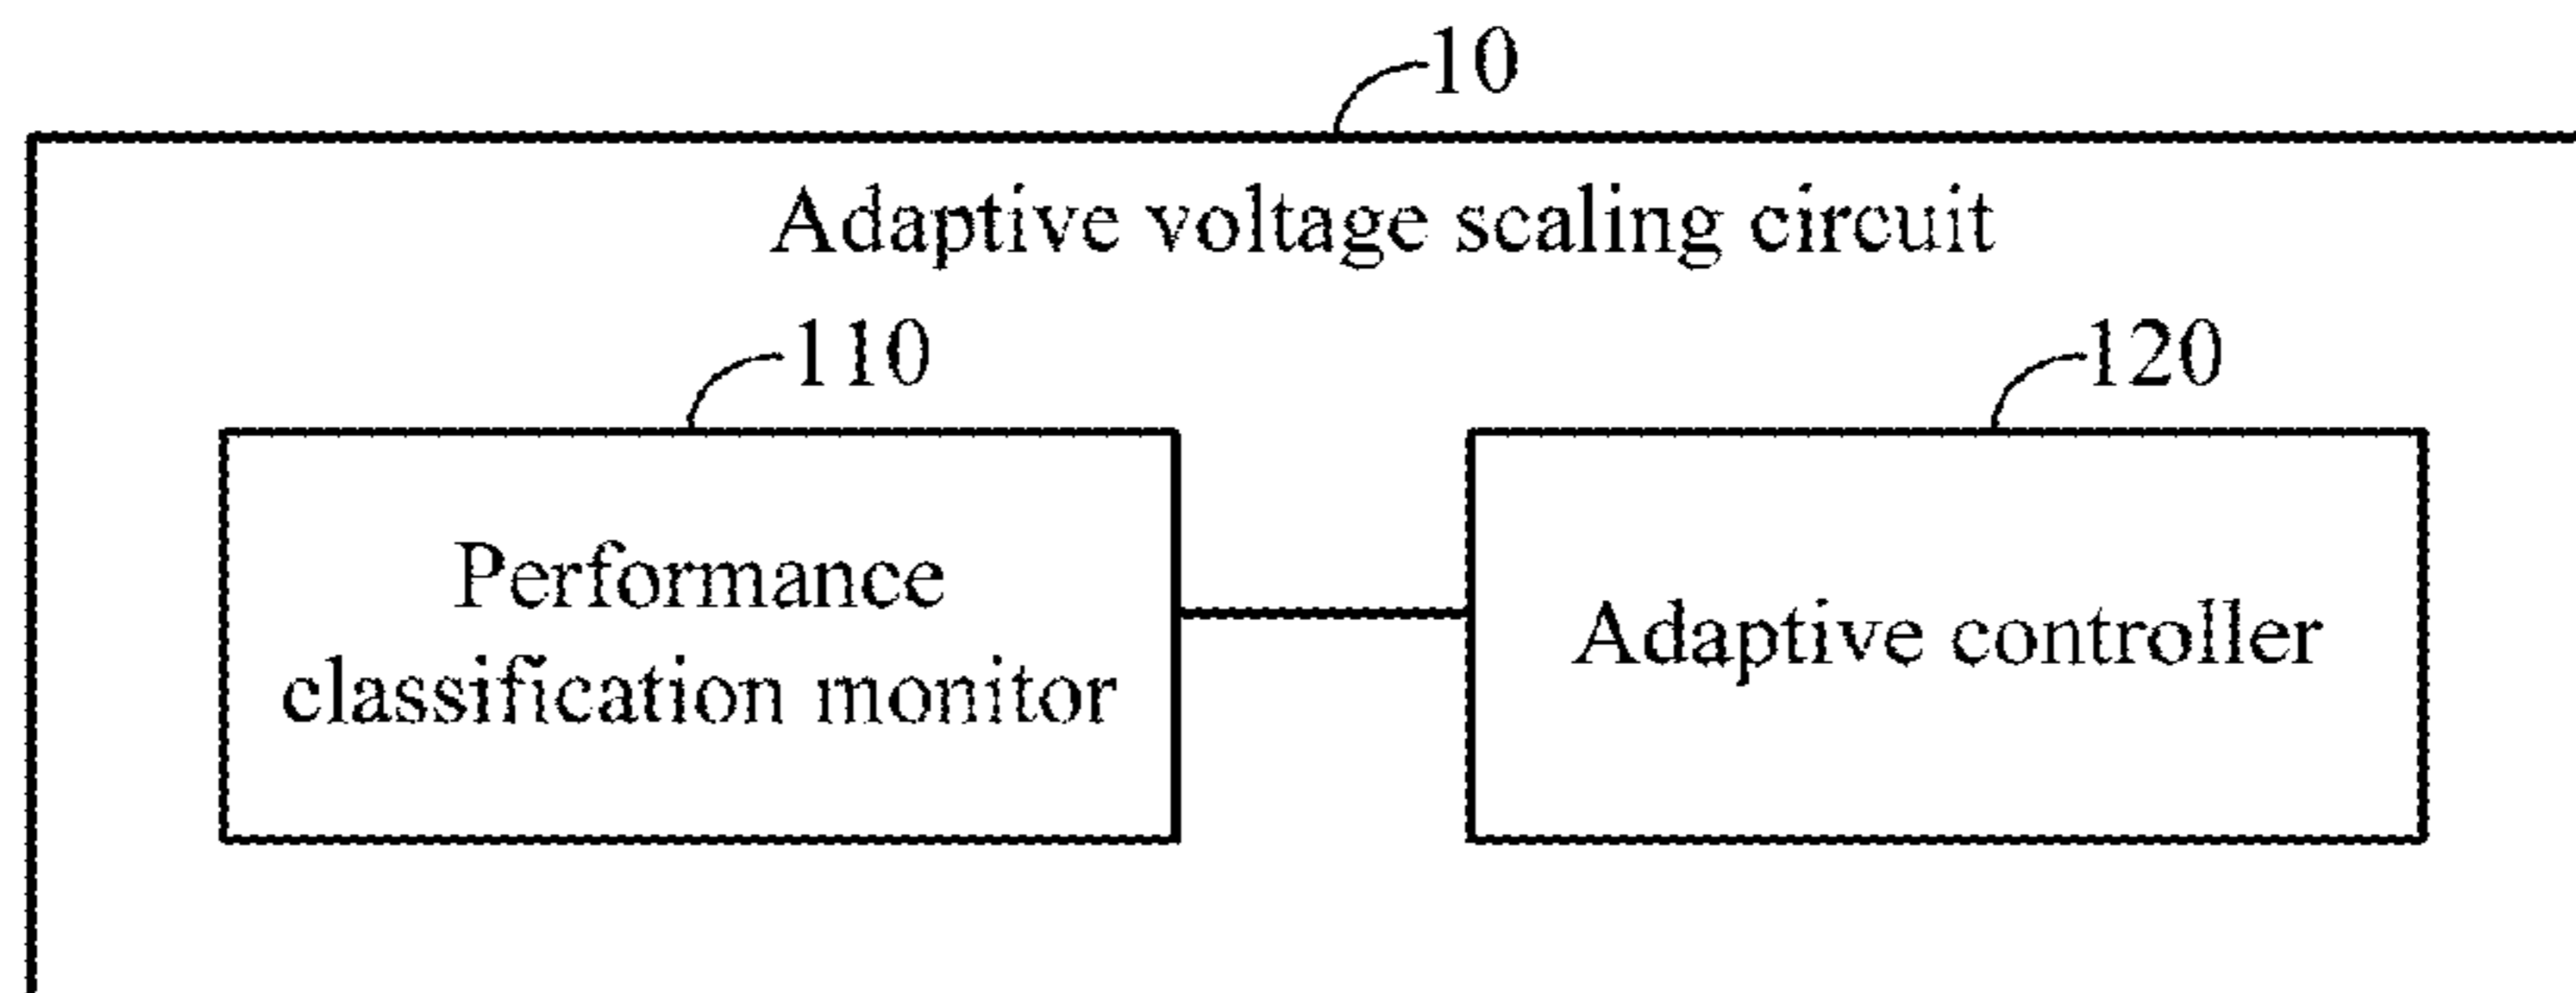 10
Adaptive voltage scaling circuit
110
120
Performance
classification monitor
Adaptive controller